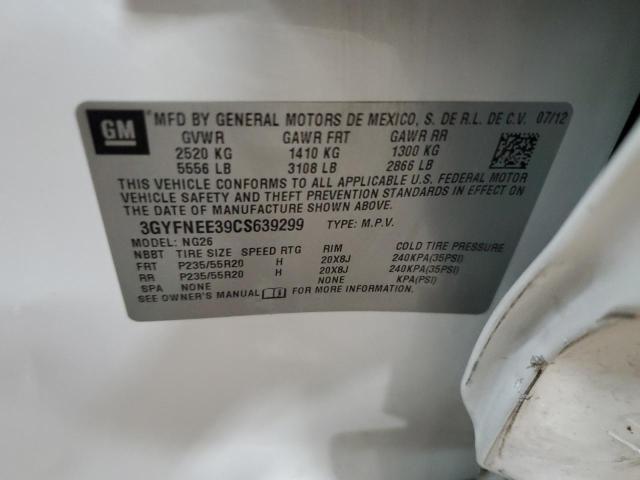 GM
MFD BY GENERAL MOTORS DE MEXICO, S. DE R.L. DE C.V. 07/12
GVWR GAWR FRT GAWR RR
2520 KG 1410 KG 1300 KG
5556 LB 3108 LB 2866 LB
THIS VEHICLE CONFORMS TO ALL APPLICABLE U.S. FEDERAL MOTOR
VEHICLE SAFETY AND THEFT PREVENTION STANDARDS IN EFFECT ON
THE DATE OF MANUFACTURE SHOWN ABOVE.
3GYFNEE39CS639299 TYPE: M.P.V.
MODEL: NG26
NBBT TIRE SIZE SPEED RTG RIM COLD TIRE PRESSURE
FRT P235/55R20 H 20X8J 240KPA(35PSI)
RR P235/55R20 H 20X8J 240KPA(35PSI)
SPA NONE NONE KPA(PSI)
SEE OWNER'S MANUAL FOR MORE INFORMATION.